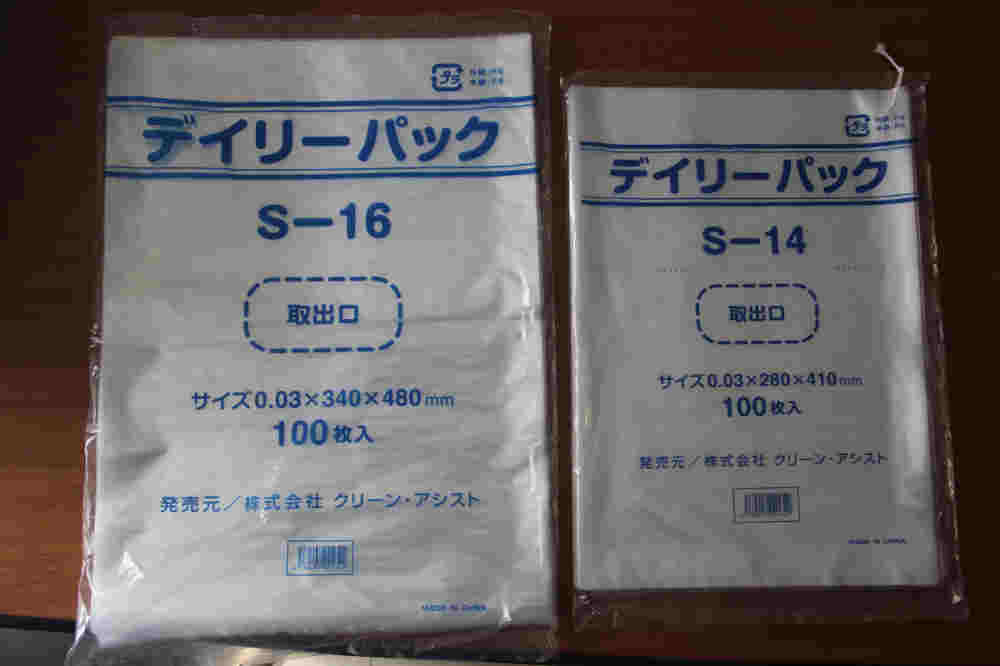 プラ
デイリーパック
S-16
取出口
サイズ0.03×340×480mm
100枚入
発売元/株式会社 クリーン・アシスト
MADE IN CHINA
プラ
デイリーパック
S-14
取出口
サイズ0.03×280×410mm
100枚入
発売元/株式会社 クリーン・アシスト
MADE IN CHINA